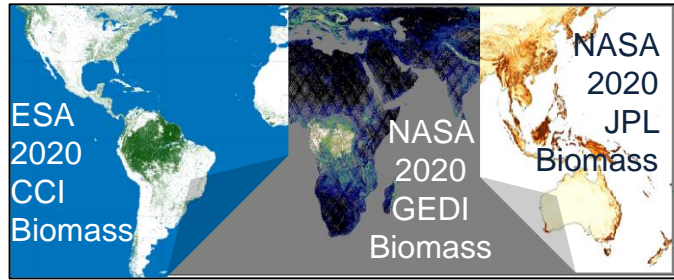 ESA
2020
CCI
Biomass
NASA
2020
GEDI
Biomass
NASA
2020
JPL
Biomass